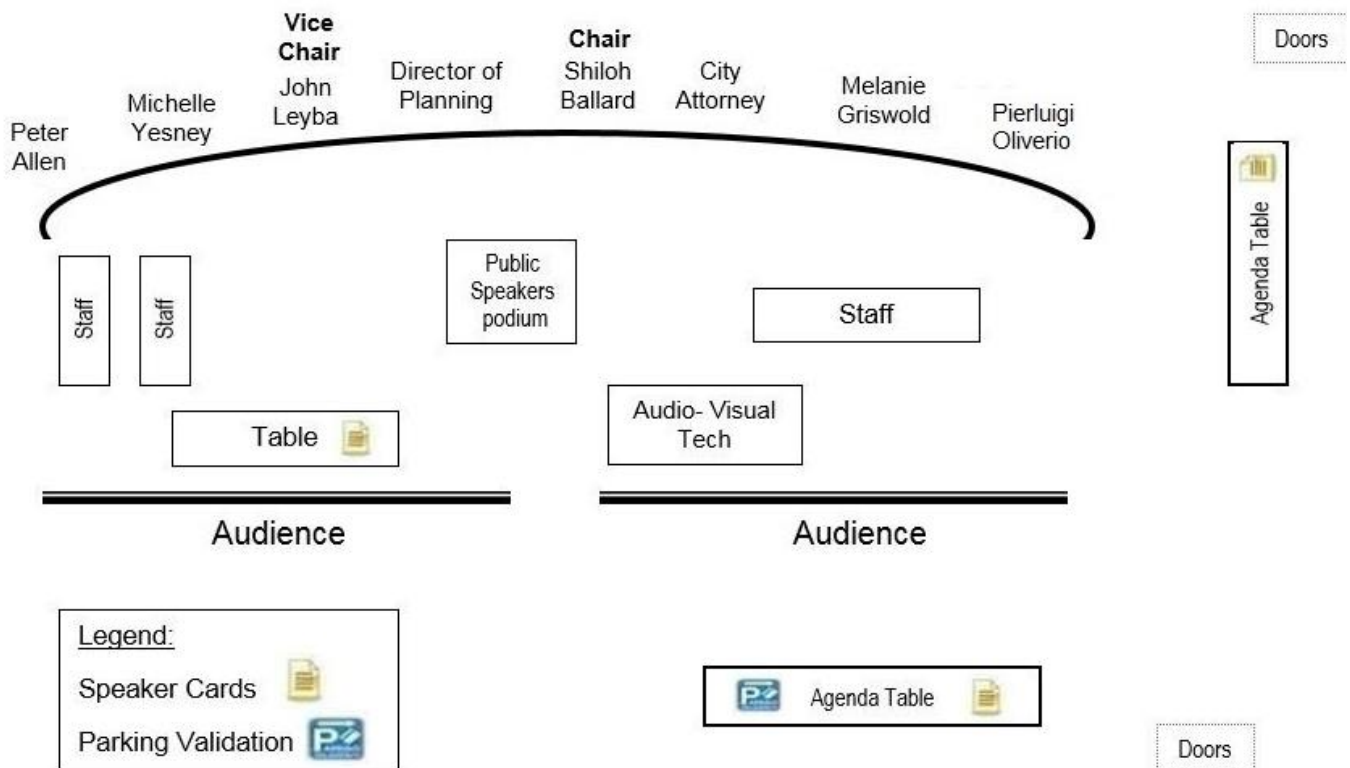 Vice
Chair
John
Leyba
Chair
Shiloh
Ballard
Director of
Planning
City
Attorney
Michelle
Yesney
Melanie
Griswold
Peter
Allen
Pierluigi
Oliverio
Doors
Agenda Table
Staff
Staff
Public
Speakers
podium
Staff
Table
Audio- Visual
Tech
Audience
Audience
Legend:
Speaker Cards
Parking Validation
P
P
Agenda Table
Doors